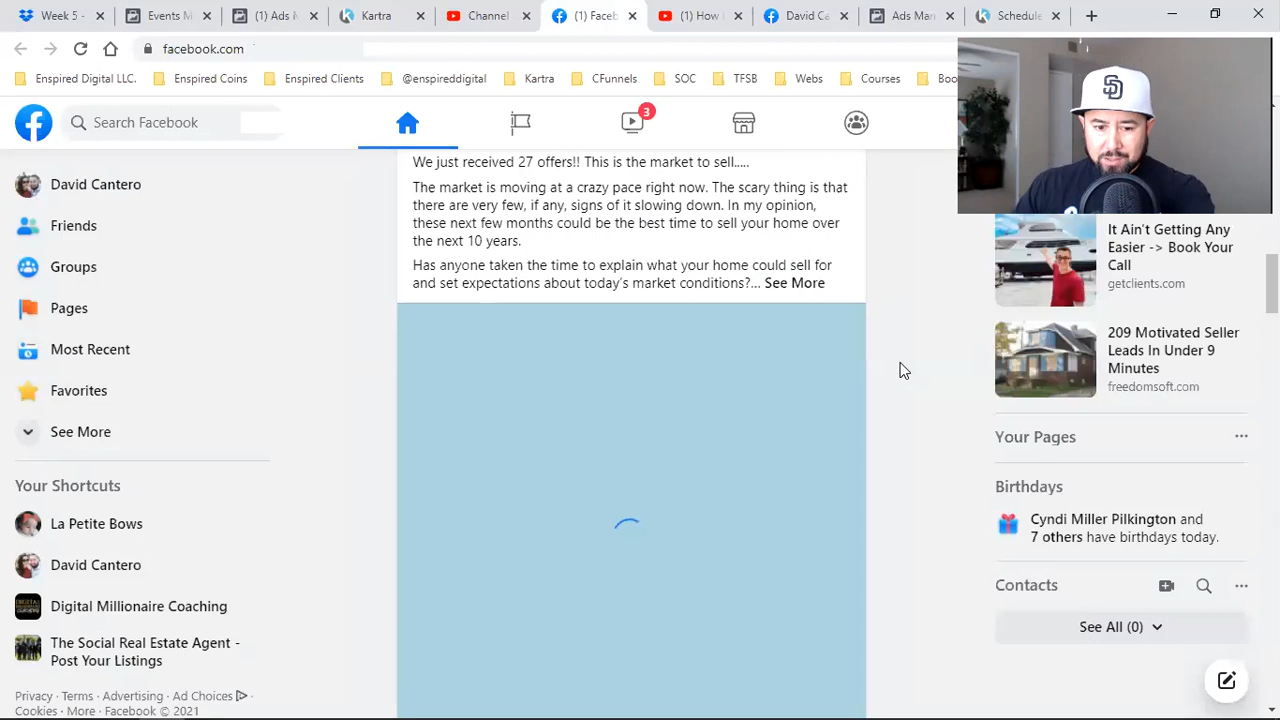 Week 5 -
Events M
(1) Ads M
Kartra
Channel
(1) Faceb
(1) How
David Ca
Ads Man
Schedule
facebook.com
Enspired Digital LLC.
Enspired Coins
Enspired Clients
@enspireddigital
Kartra
CFunnels
SOC
TFSB
Webs
Courses
Boo
Search Facebook
3
SD
David Cantero
Friends
Groups
Pages
Most Recent
Favorites
See More
Your Shortcuts
La Petite Bows
David Cantero
Digital Millionaire Coaching
The Social Real Estate Agent -
Post Your Listings
Privacy · Terms · Advertising · Ad Choices ·
Cookies · More · Facebook © 2021
We just received 27 offers!! This is the market to sell.....
The market is moving at a crazy pace right now. The scary thing is that
there are very few, if any, signs of it slowing down. In my opinion,
these next few months could be the best time to sell your home over
the next 10 years.
Has anyone taken the time to explain what your home could sell for
and set expectations about today's market conditions?... See More
It Ain't Getting Any
Easier -> Book Your
Call
getclients.com
209 Motivated Seller
Leads In Under 9
Minutes
freedomsoft.com
Your Pages
Birthdays
Cyndi Miller Pilkington and
7 others have birthdays today.
Contacts
See All (0)